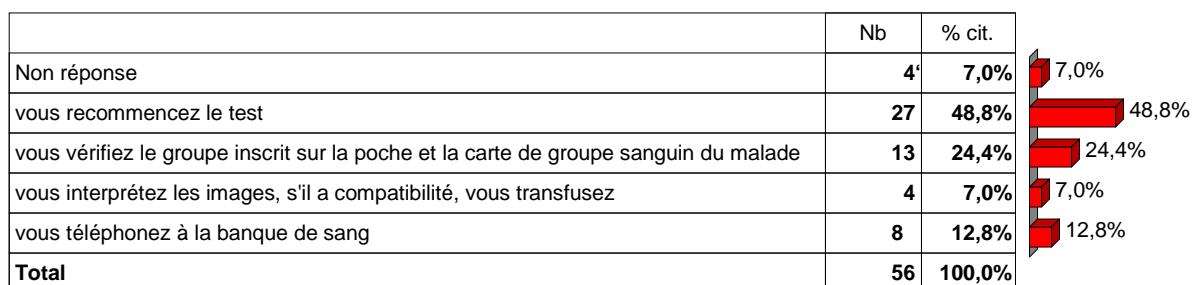 Nb % cit.
Non réponse 4‘ 7,0% 7,0%
vous recommencez le test 27 48,8% 48,8%
vous vérifiez le groupe inscrit sur la poche et la carte de groupe sanguin du malade 13 24,4% 24,4%
vous interprétez les images, s'il a compatibilité, vous transfusez 4 7,0% 7,0%
vous téléphonez à la banque de sang 8 12,8% 12,8%
Total 56 100,0%